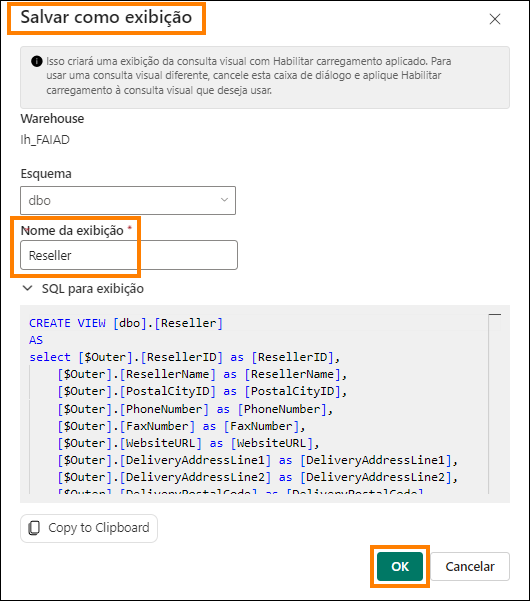 Salvar como exibição
Isso criará uma exibição da consulta visual com Habilitar carregamento aplicado. Para
usar uma consulta visual diferente, cancele esta caixa de diálogo e aplique Habilitar
carregamento à consulta visual que deseja usar.
Warehouse
lh_FAIAD
Esquema
dbo
Nome da exibição *
Reseller
SQL para exibição
CREATE VIEW [dbo].[Reseller]
AS
select [$Outer].[ResellerID] as [ResellerID],
[$Outer].[ResellerName] as [ResellerName],
[$Outer].[PostalCityID] as [PostalCityID],
[$Outer].[PhoneNumber] as [PhoneNumber],
[$Outer].[FaxNumber] as [FaxNumber],
[$Outer].[WebsiteURL] as [WebsiteURL],
[$Outer].[DeliveryAddressLine1] as [DeliveryAddressLine1],
[$Outer].[DeliveryAddressLine2] as [DeliveryAddressLine2],
[$Outer].[DeliveryPostalCode] as [DeliveryPostalCode]
Copy to Clipboard
OK
Cancelar